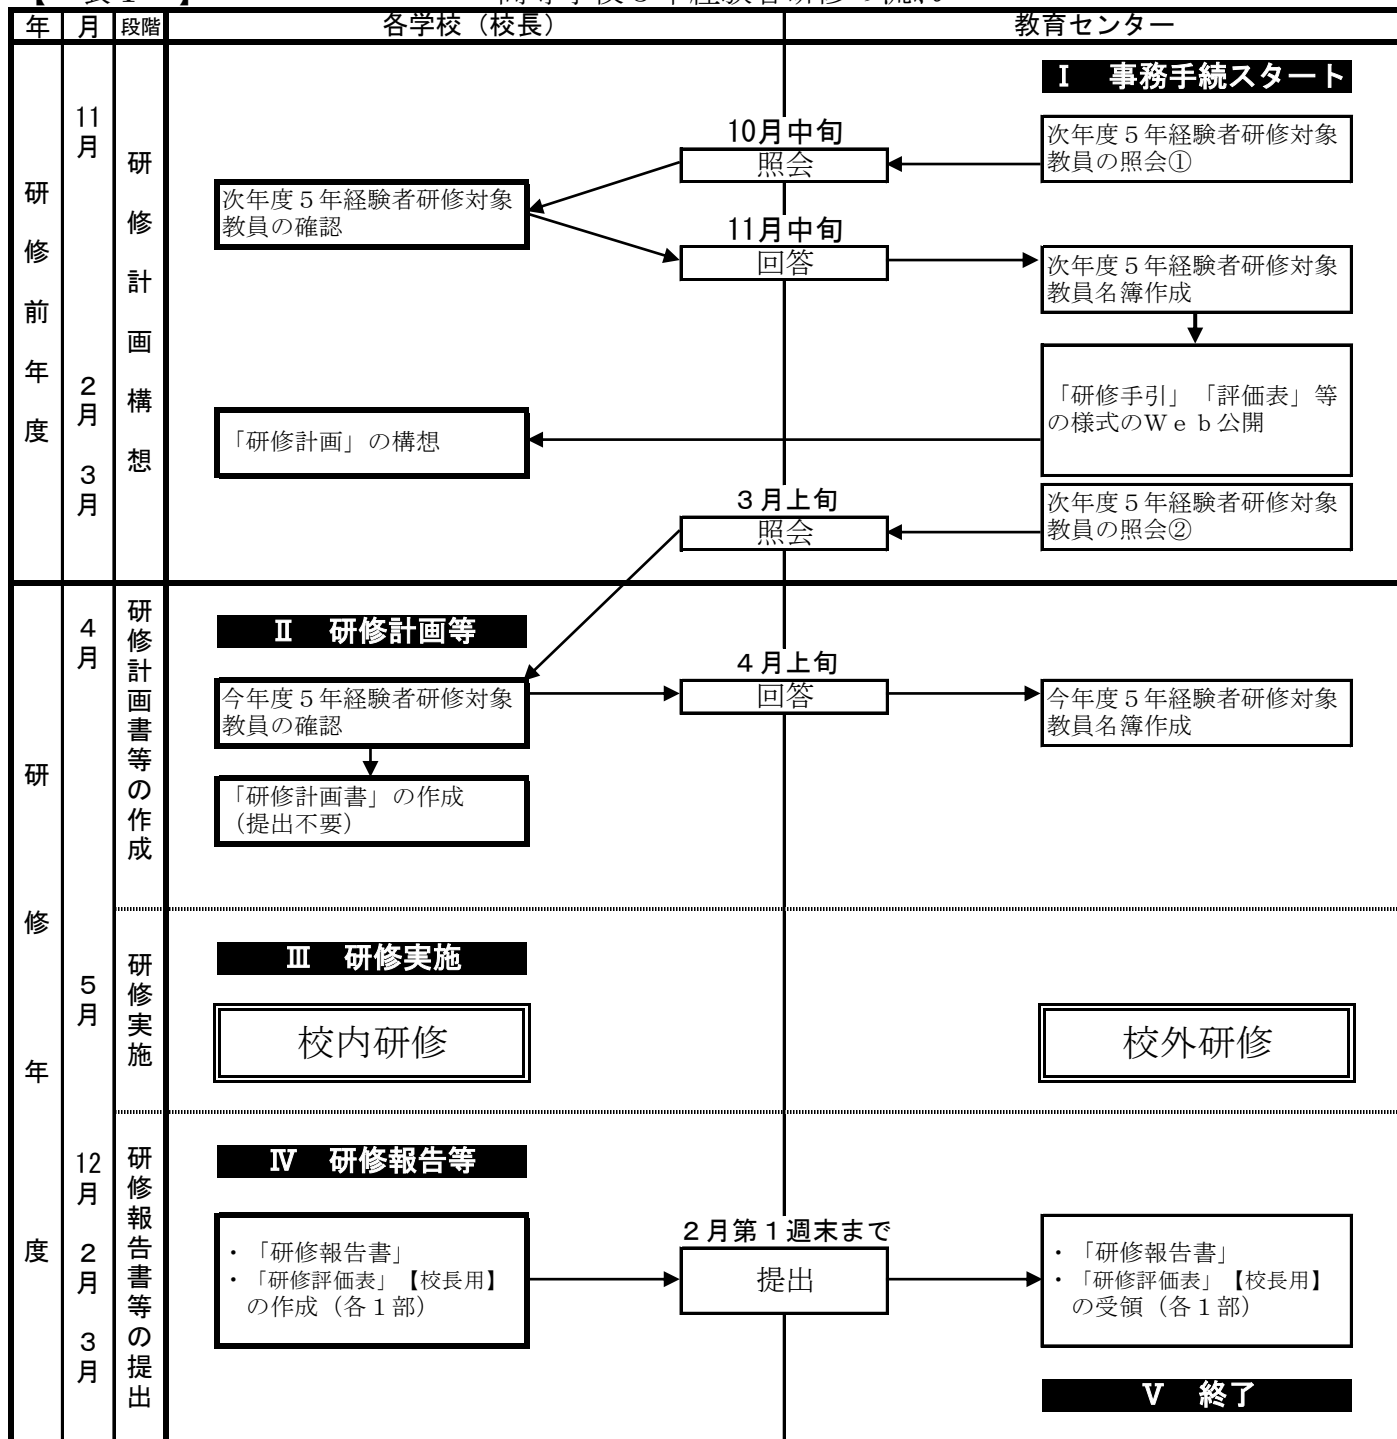 年 月 段階 各学校（校長） 教育センター
Ⅰ 事務手続スタート
研修前年度
11月
2月
3月
研修計画構想
10月中旬
照会
次年度５年経験者研修対象
教員の照会①
次年度５年経験者研修対象
教員の確認
11月中旬
回答
次年度５年経験者研修対象
教員名簿作成
「研修手引」「評価表」等
の様式のＷｅｂ公開
「研修計画」の構想
３月上旬
照会
次年度５年経験者研修対象
教員の照会②
研修年度
4月
研修計画書等の作成
Ⅱ 研修計画等
今年度５年経験者研修対象
教員の確認
４月上旬
回答
今年度５年経験者研修対象
教員名簿作成
「研修計画書」の作成
（提出不要）
5月
研修実施
Ⅲ 研修実施
校内研修
校外研修
12月
2月
3月
研修報告書等の提出
Ⅳ 研修報告等
・「研修報告書」
・「研修評価表」【校長用】
の作成（各１部）
２月第１週末まで
提出
・「研修報告書」
・「研修評価表」【校長用】
の受領（各１部）
Ⅴ 終了